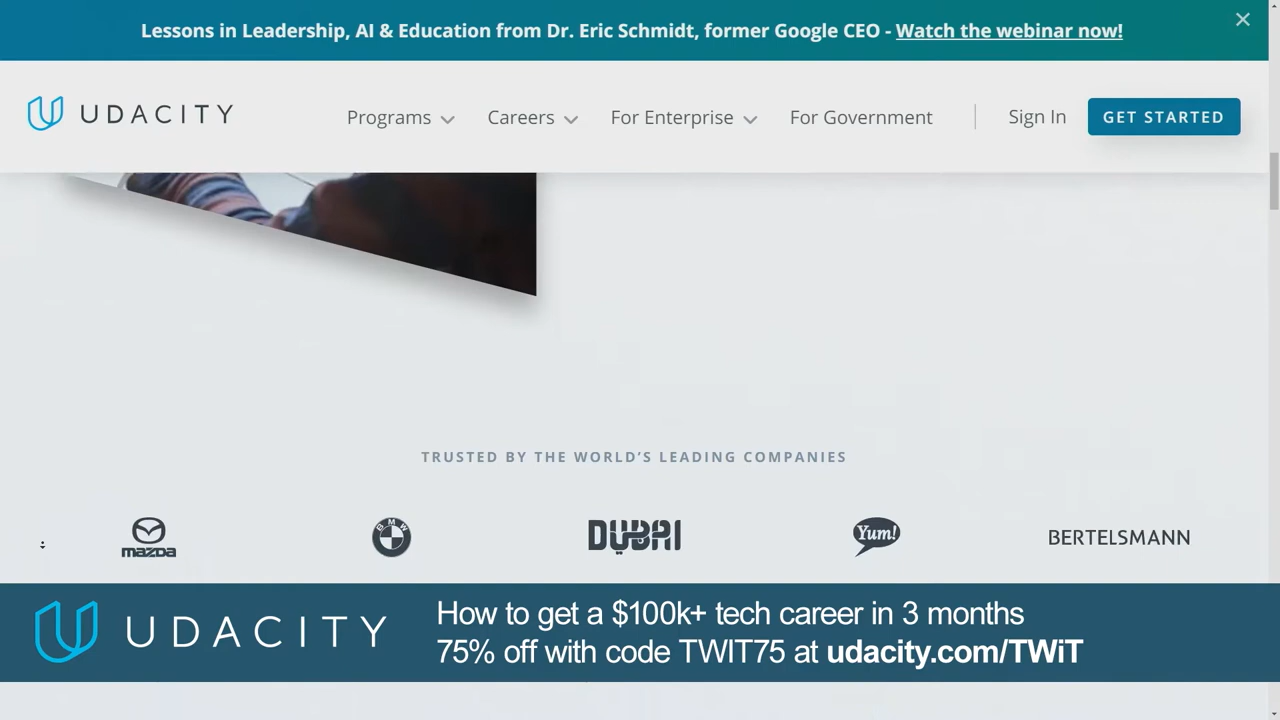 Lessons in Leadership, AI & Education from Dr. Eric Schmidt, former Google CEO - Watch the webinar now!
UDACITY
Programs
Careers
For Enterprise
For Government
Sign In
GET STARTED
TRUSTED BY THE WORLD'S LEADING COMPANIES
mazda
BMW
DUBAI
Yum!
BERTELSMANN
UDACITY
How to get a $100k+ tech career in 3 months
75% off with code TWIT75 at udacity.com/TWiT